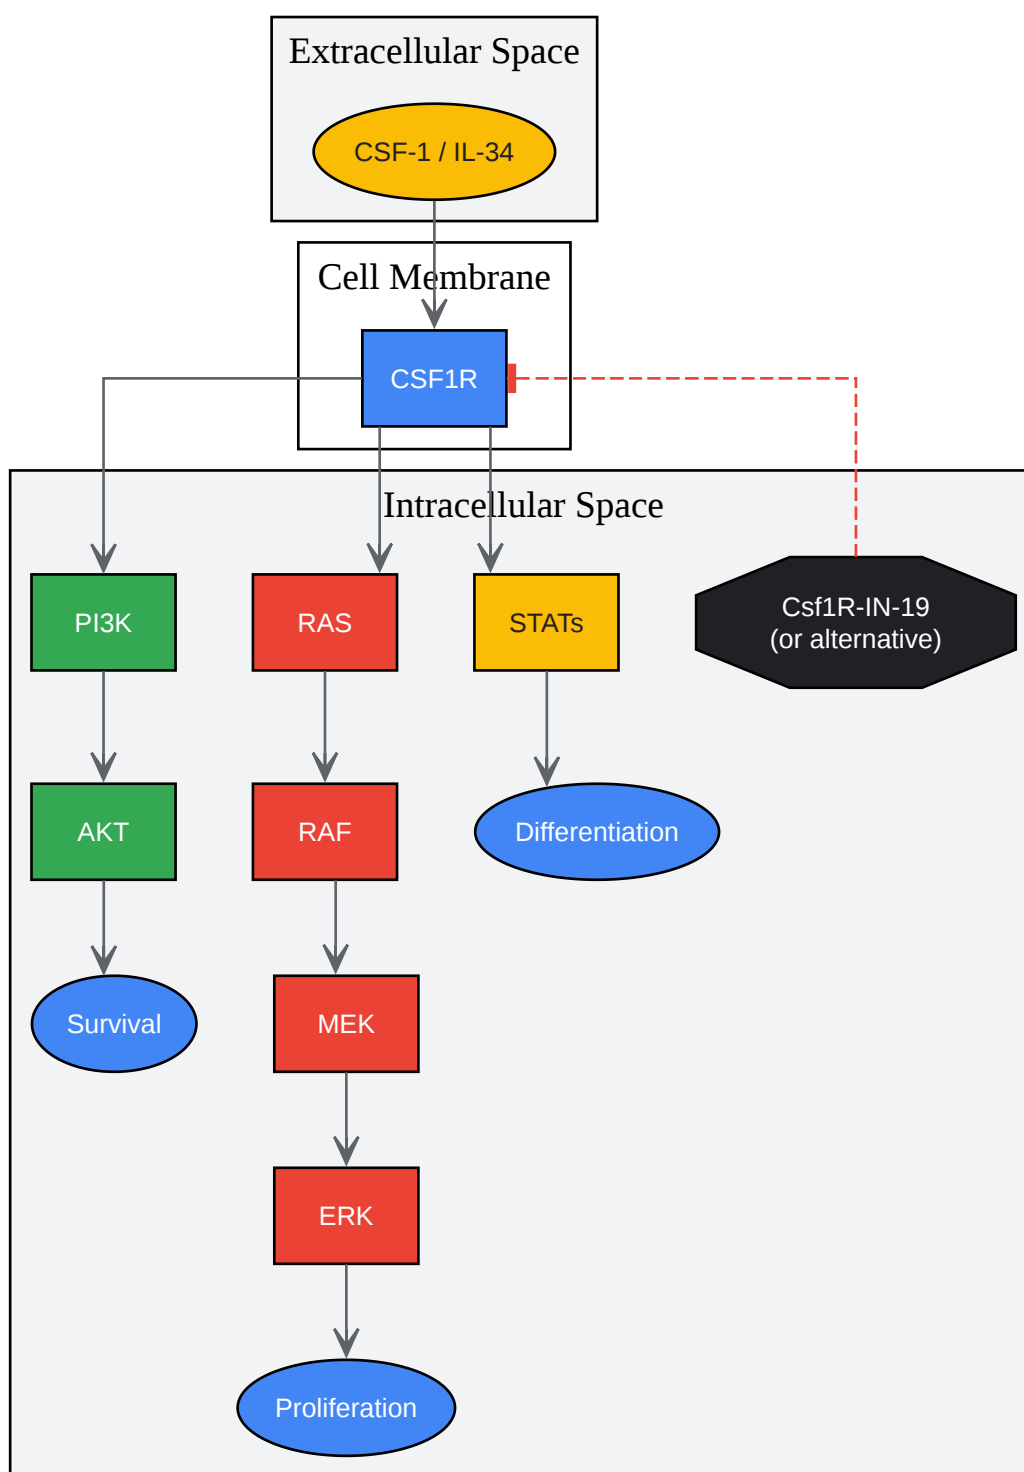 Extracellular Space
CSF-1 / IL-34
Cell Membrane
CSF1R
Intracellular Space
PI3K
RAS
STATs
Csf1R-IN-19
(or alternative)
AKT
RAF
Differentiation
Survival
MEK
ERK
Proliferation